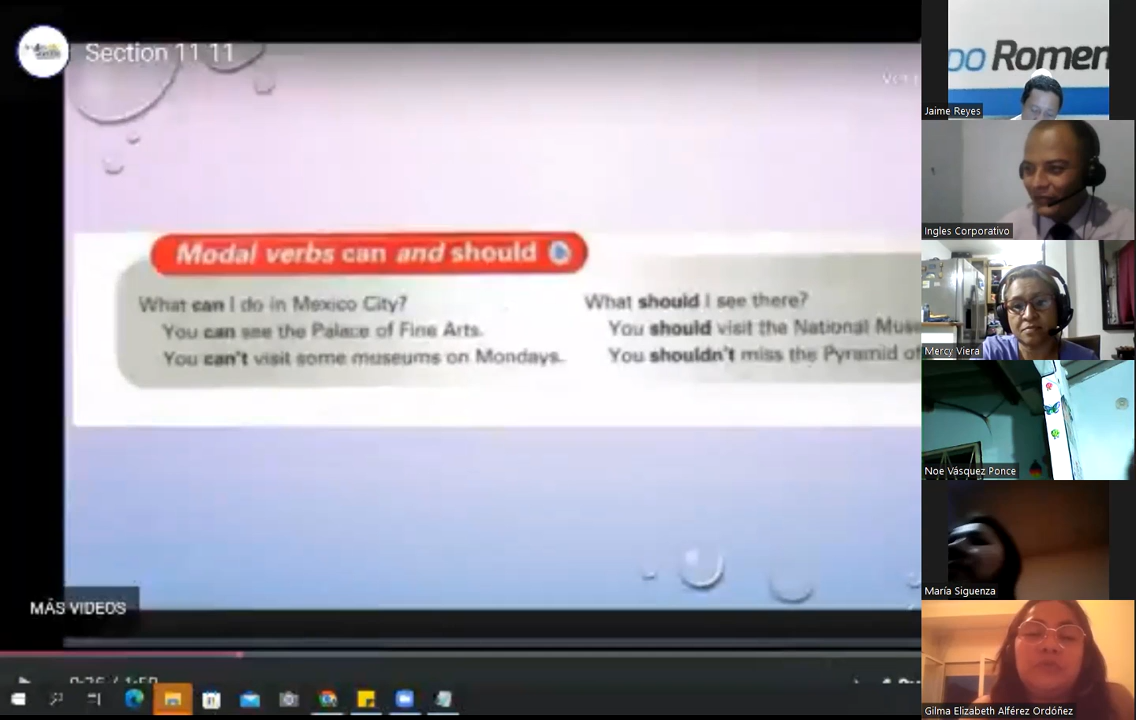 Section 11 11
Modal verbs can and should
What can I do in Mexico City?
You can see the Palace of Fine Arts.
You can't visit some museums on Mondays.
What should I see there?
You should visit the National
You shouldn't miss the Pyramid of
MÁS VIDEOS
Romen
Jaime Reyes
Ingles Corporativo
Mercy Viera
Noe Vásquez Ponce
María Siguenza
Gilma Elizabeth Alférez Ordóñez